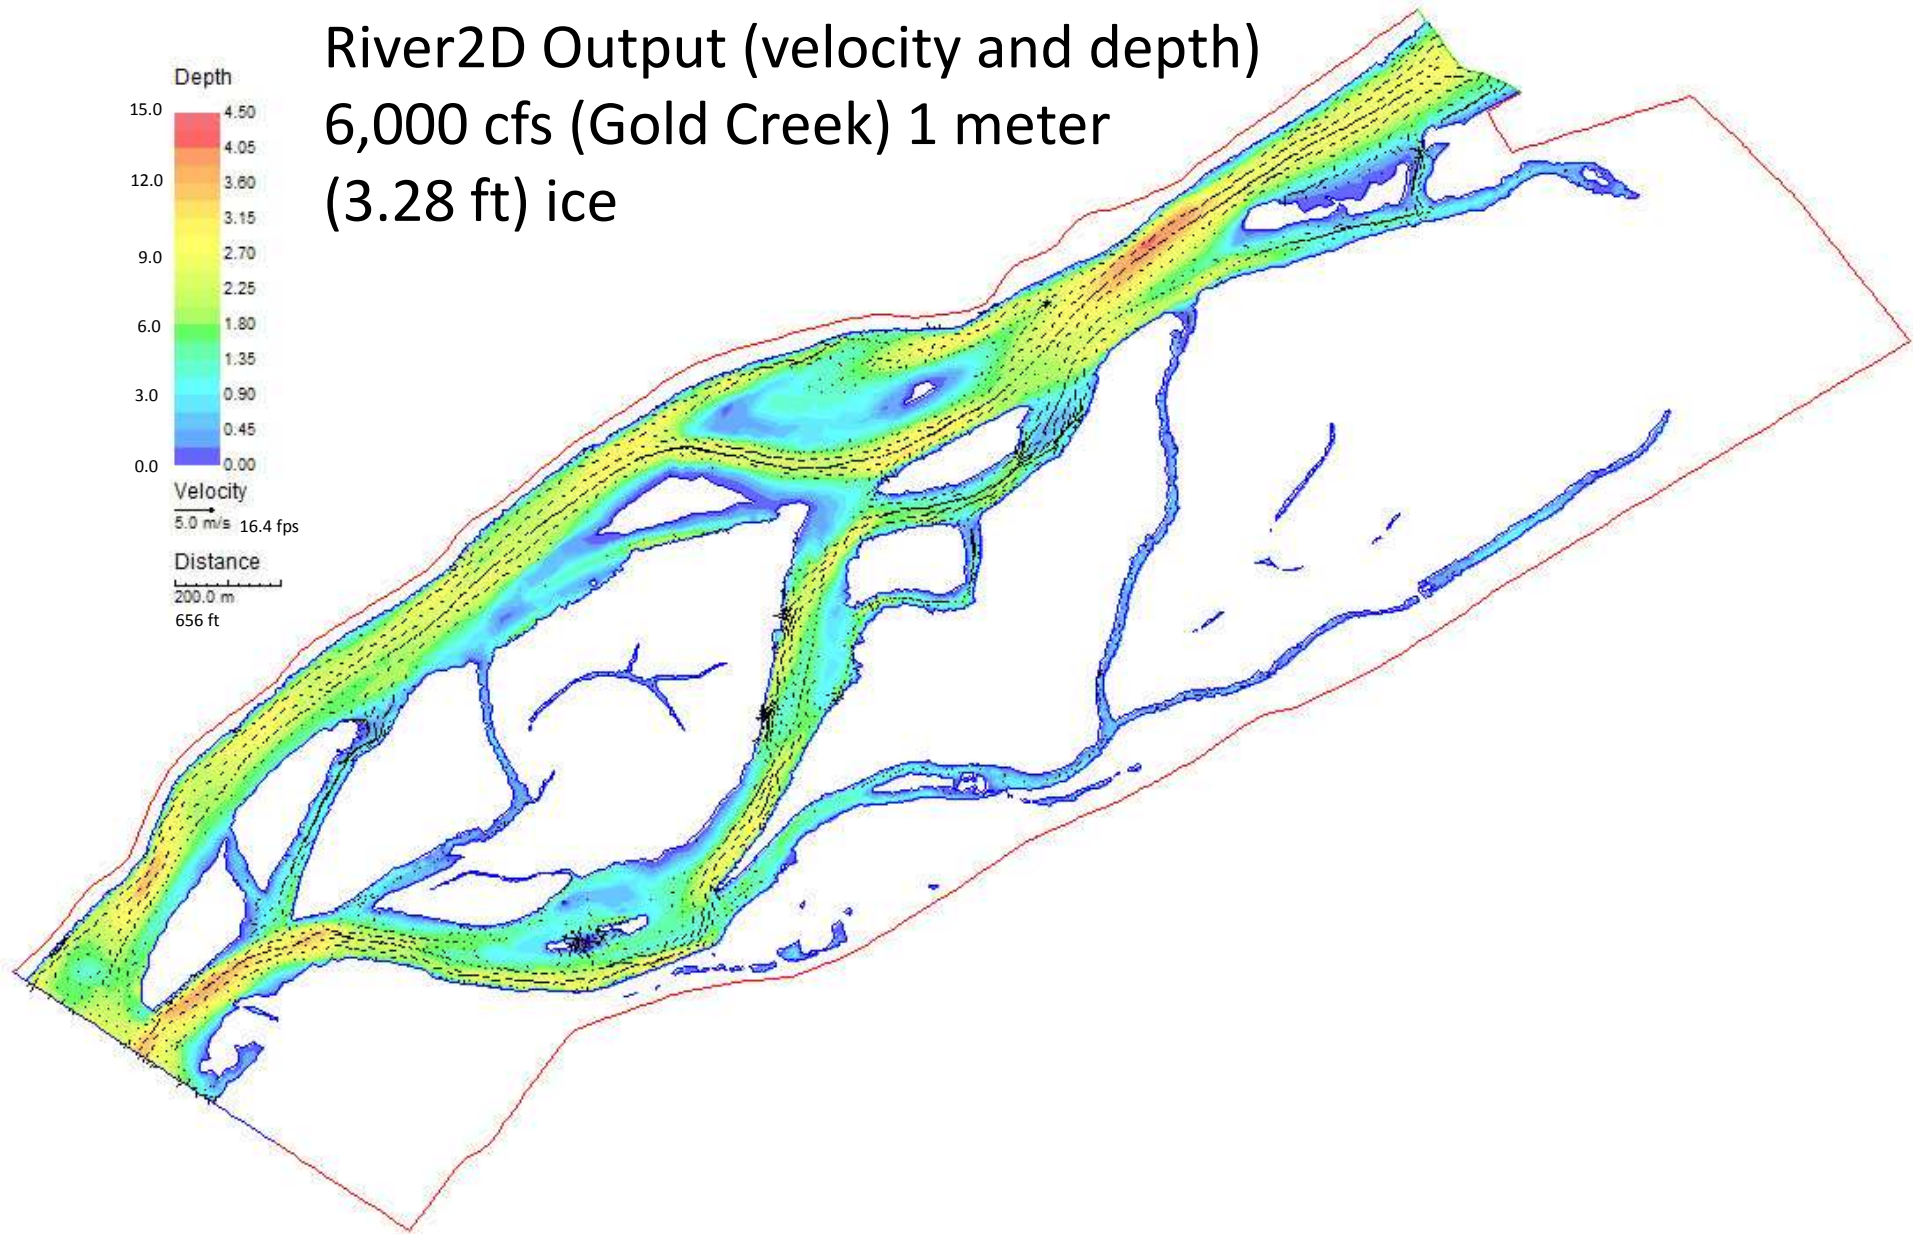 River2D Output (velocity and depth)
6,000 cfs (Gold Creek) 1 meter
(3.28 ft) ice
Depth
15.0 4.50
4.05
12.0 3.60
3.15
9.0 2.70
2.25
6.0 1.80
1.35
3.0 0.90
0.45
0.0 0.00
Velocity
5.0 m/s 16.4 fps
Distance
200.0 m
656 ft